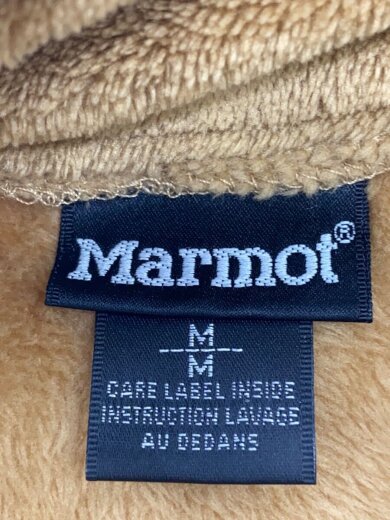 Marmot®
M
M
CARE LABEL INSIDE
INSTRUCTION LAVAGE
AU DEDANS